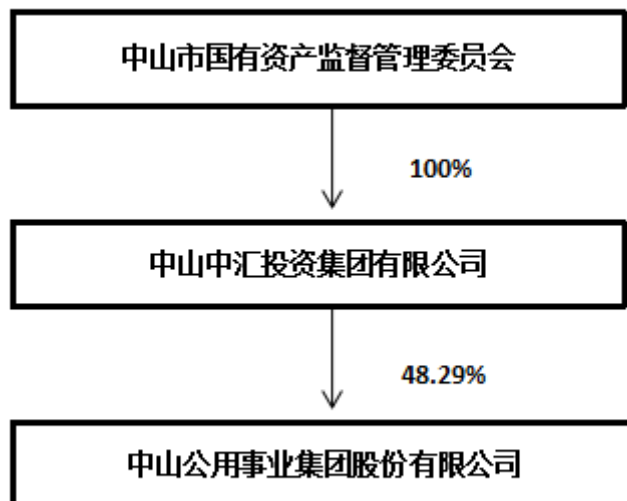 中山市国有资产监督管理委员会
100%
中山中汇投资集团有限公司
48.29%
中山公用事业集团股份有限公司